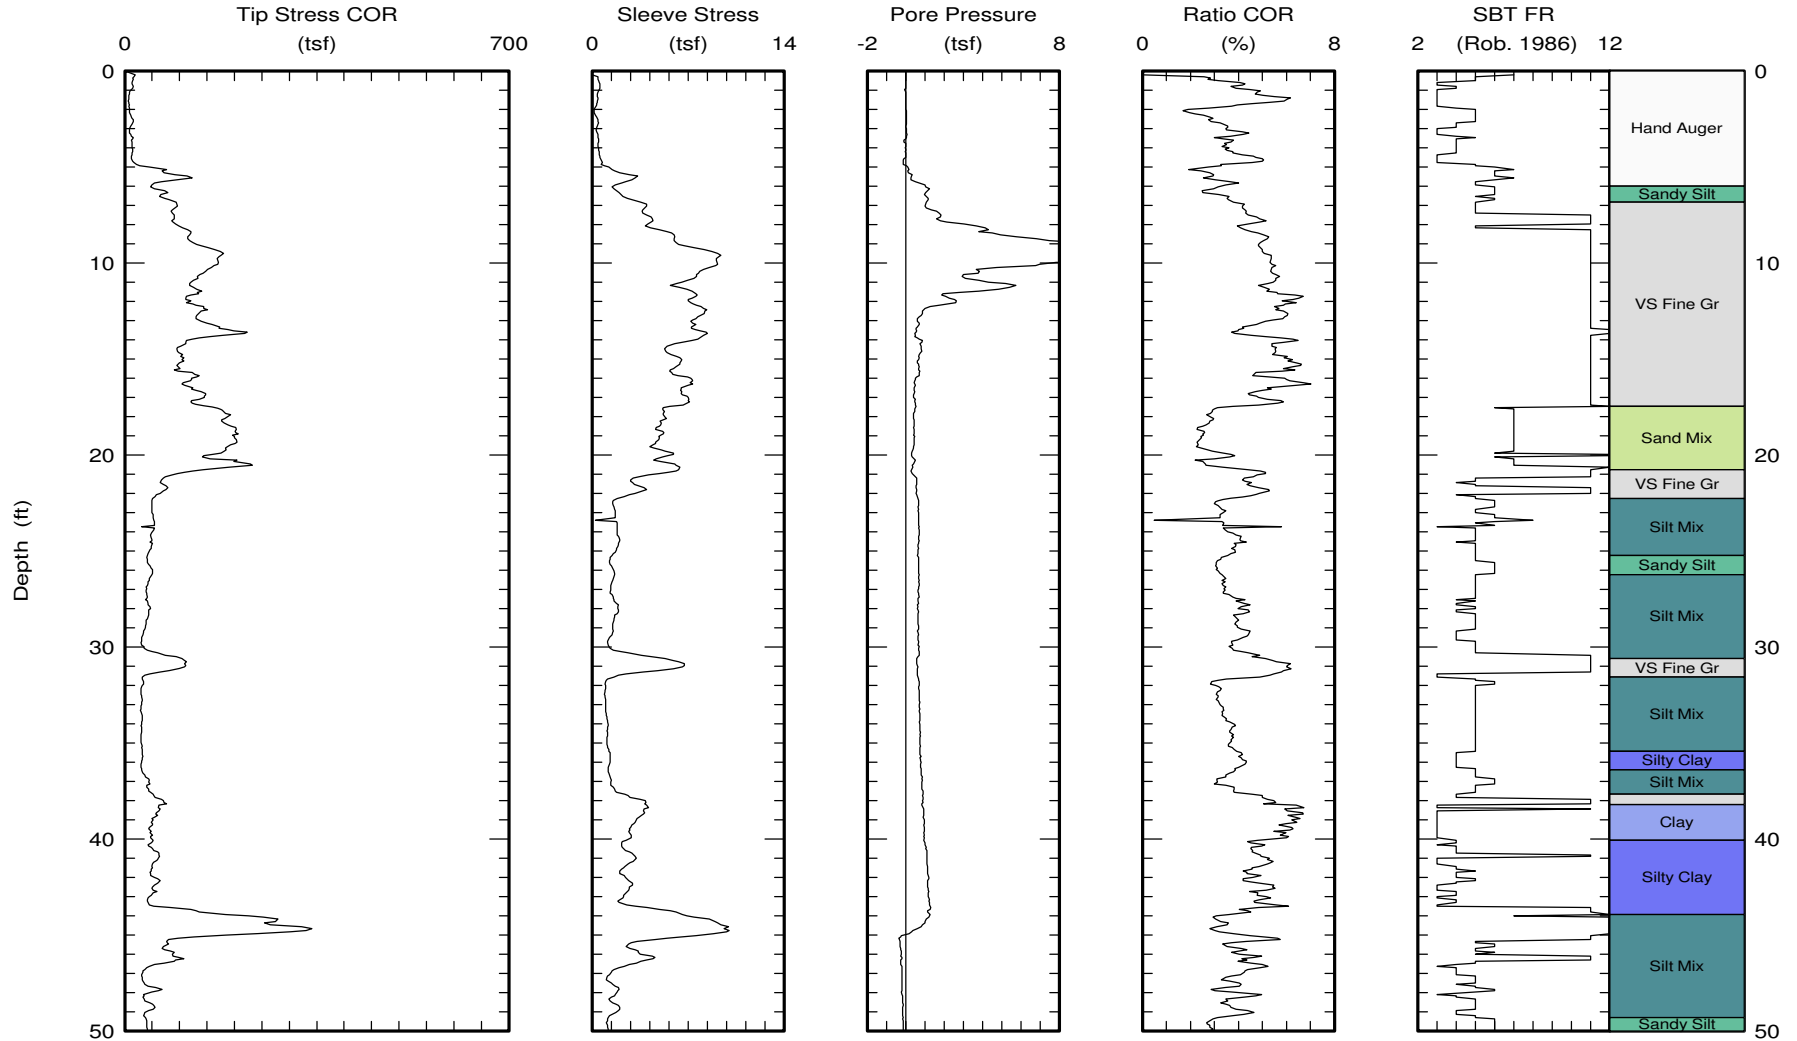 Tip Stress COR Sleeve Stress Pore Pressure Ratio COR SBT FR
0 (tsf) 700 0 (tsf) 14 -2 (tsf) 8 0 (%) 8 2 (Rob. 1986) 12
0 0
Hand Auger
Sandy Silt
10 10
VS Fine Gr
Sand Mix
20 20
VS Fine Gr
Silt Mix
Depth (ft)
Sandy Silt
Silt Mix
30 30
VS Fine Gr
Silt Mix
Silty Clay
Silt Mix
Clay
40 40
Silty Clay
Silt Mix
Sandy Silt
50 50